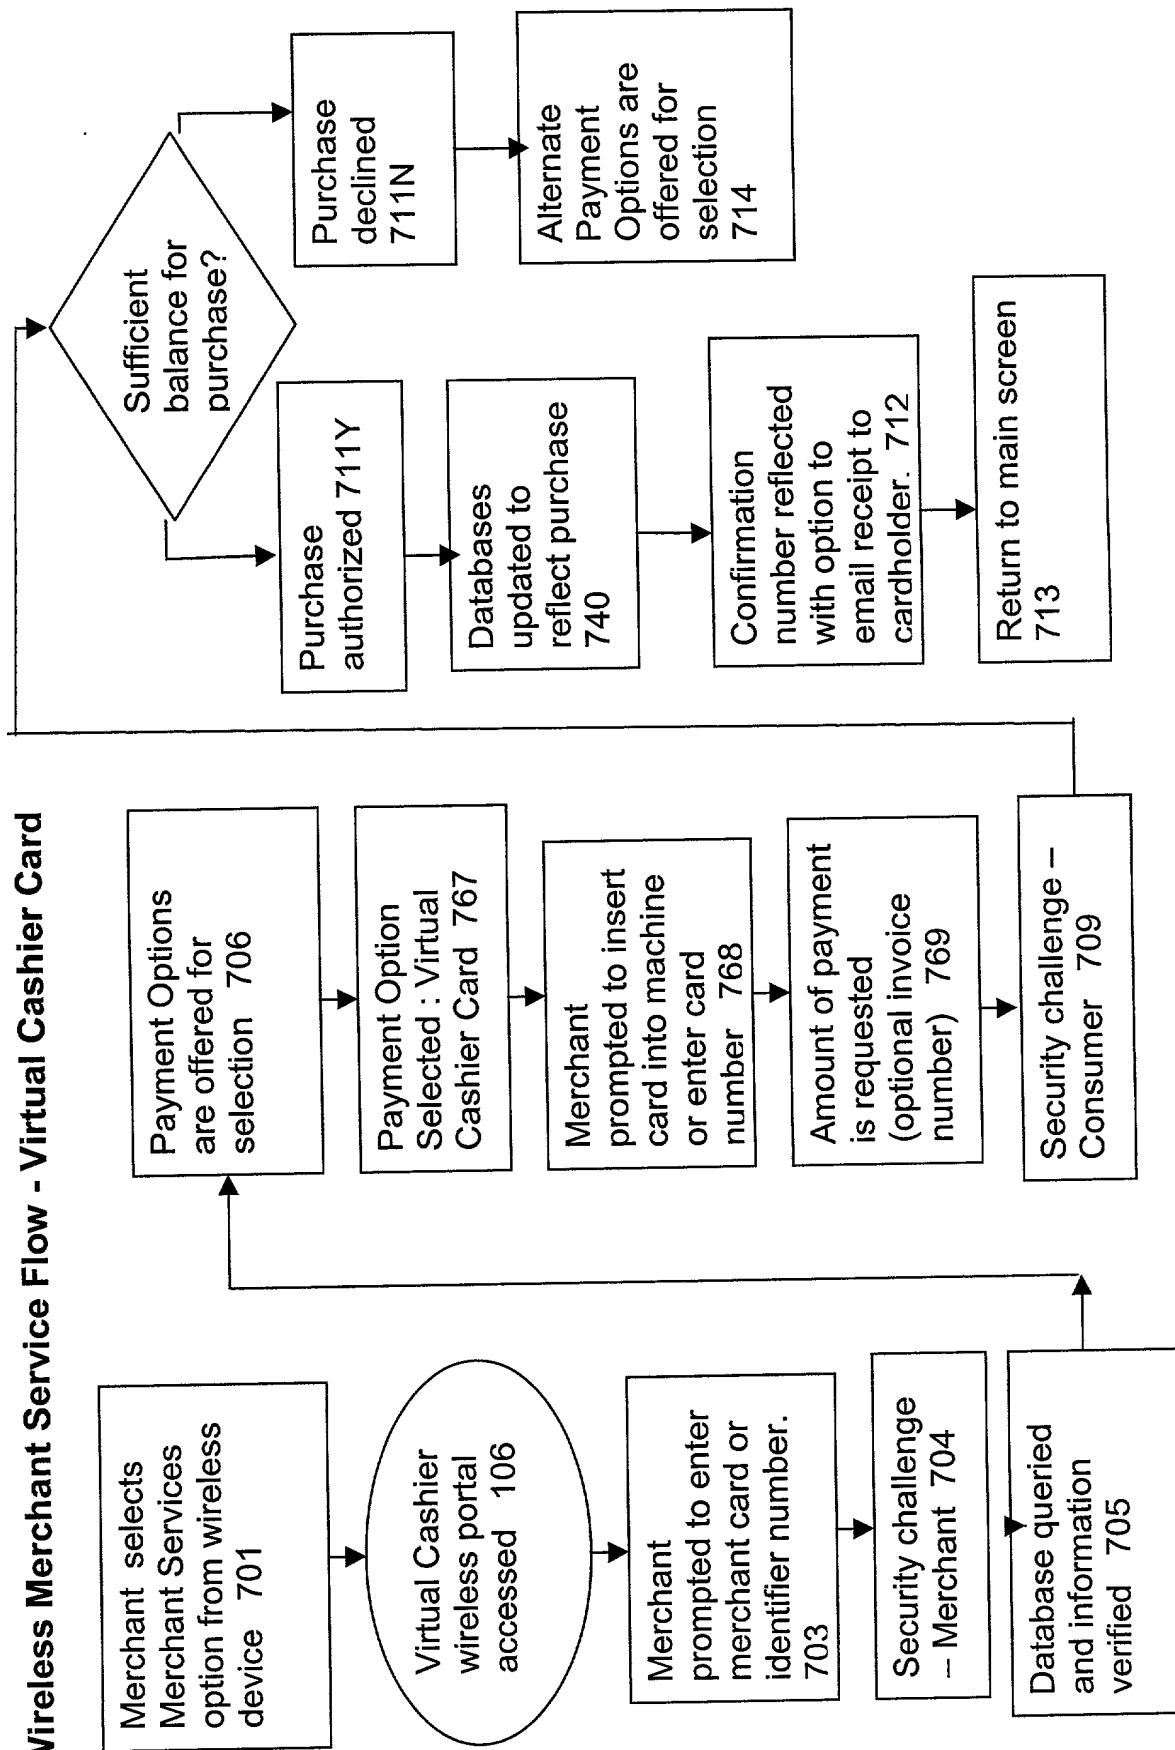 Wireless Merchant Service Flow - Virtual Cashier Card
Merchant selects
Merchant Services
option from wireless
device 701
Virtual Cashier
wireless portal
accessed 106
Merchant
prompted to enter
merchant card or
identifier number.
703
Security challenge
– Merchant 704
Database queried
and information
verified 705
Payment Options
are offered for
selection 706
Payment Option
Selected : Virtual
Cashier Card 767
Merchant
prompted to insert
card into machine
or enter card
number 768
Amount of payment
is requested
(optional invoice
number) 769
Security challenge –
Consumer 709
Sufficient
balance for
purchase?
Purchase
authorized 711Y
Databases
updated to
reflect purchase
740
Confirmation
number reflected
with option to
email receipt to
cardholder. 712
Return to main screen
713
Purchase
declined
711N
Alternate
Payment
Options are
offered for
selection
714